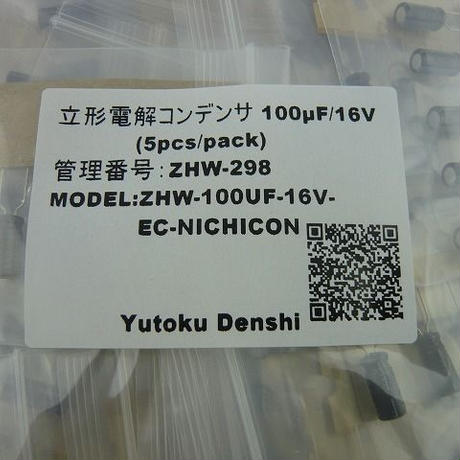 立形電解コンデンサ 100µF/16V
(5pcs/pack)
管理番号:ZHW-298
MODEL:ZHW-100UF-16V-
EC-NICHICON
Yutoku Denshi